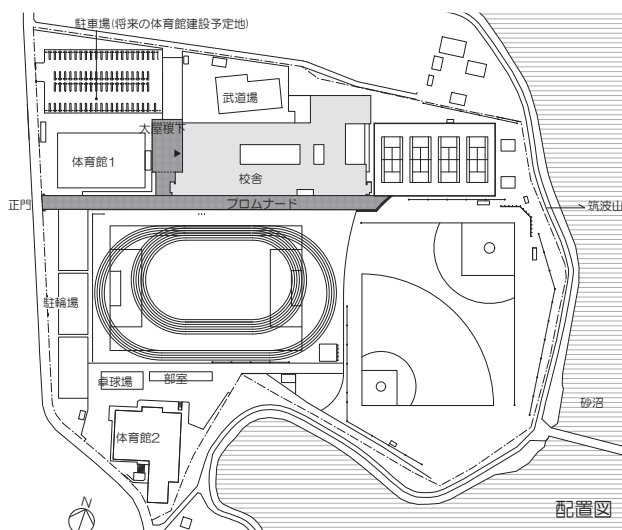 駐車場(将来の体育館建設予定地)
武道場
大屋根下
体育館1
校舎
正門
プロムナード
筑波山
駐輪場
卓球場
部室
砂沼
体育館2
N
配置図